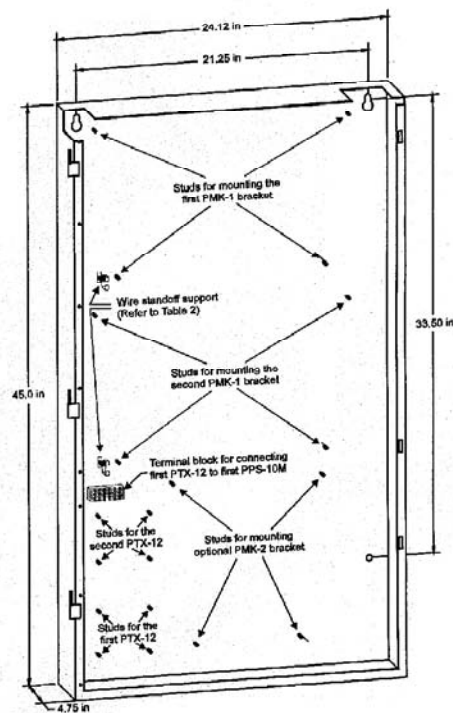 24.12 in
21.25 in
Studs for mounting the
first PMK-1 bracket
Wire standoff support
(Refer to Table 2)
33.50 in
Studs for mounting the
second PMK-1 bracket
45.0 in
Terminal block for connecting
first PTX-12 to first PPS-10M
Studs for the
second PTX-12
Studs for mounting
optional PMK-2 bracket
Studs for the
first PTX-12
4.75 in